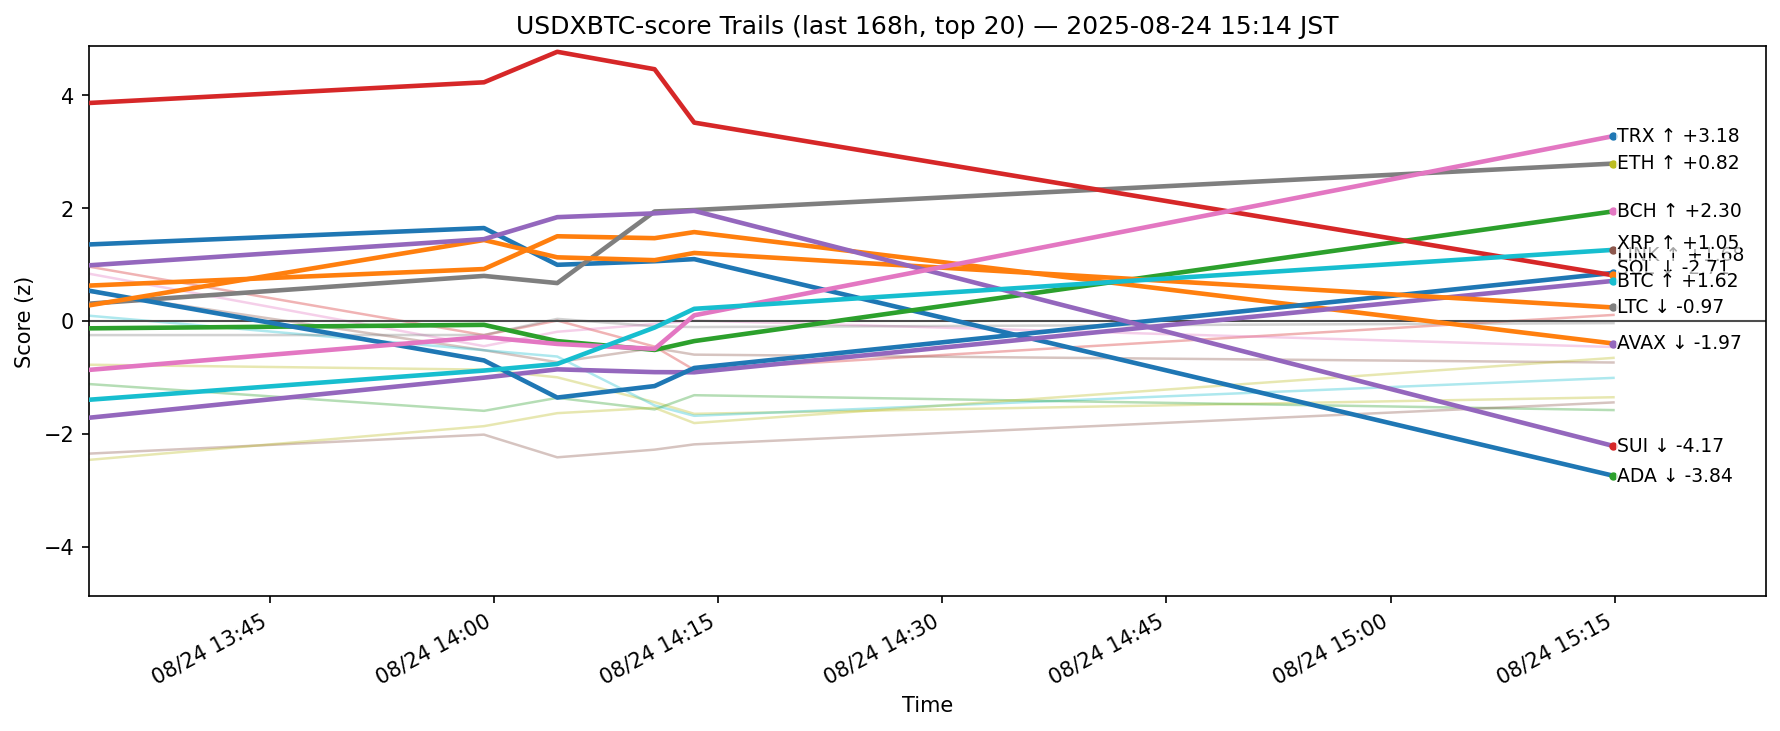 USDXBTC-score Trails (last 168h, top 20) — 2025-08-24 15:14 JST
Score (z)
4
2
0
−2
−4
TRX ↑ +3.18
ETH ↑ +0.82
BCH ↑ +2.30
XRP ↑ +1.05
LINK ↑ +1.68
SOL ↓ -2.71
BTC ↑ +1.62
LTC ↓ -0.97
AVAX ↓ -1.97
SUI ↓ -4.17
ADA ↓ -3.84
08/24 13:45
08/24 14:00
08/24 14:15
08/24 14:30
08/24 14:45
08/24 15:00
08/24 15:15
Time